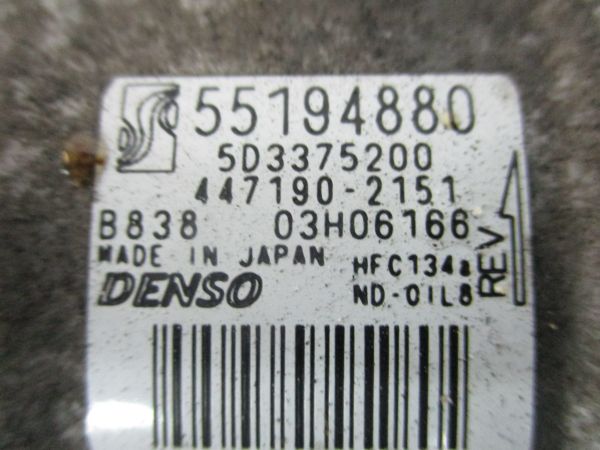 55194880
5D3375200
447190-2151
B838 03H06166
MADE IN JAPAN HFC134a
DENSO ND-OIL8
REV